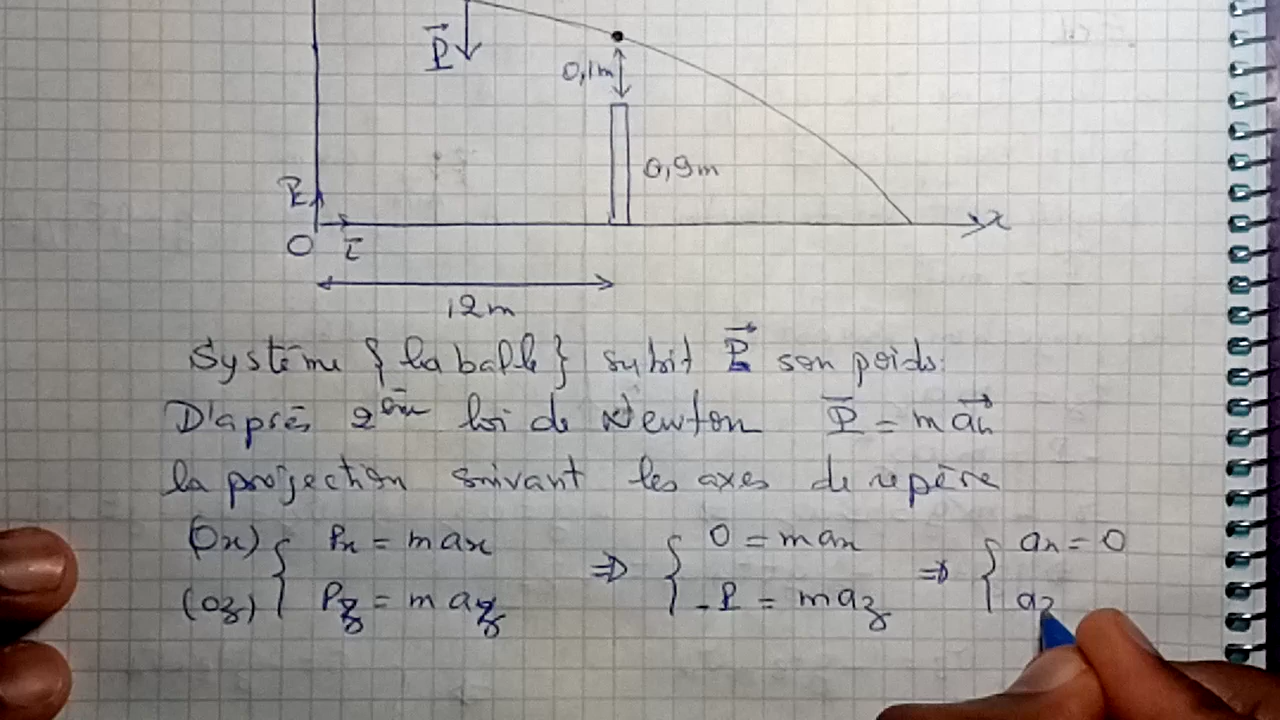 P
0,1m
0,9m
k
O i x
12m
Système {la balle} subit P son poids.
D'après 2ème loi de Newton P = m aG
la projection suivant les axes de repère
(Ox) { Px = m ax ⇒ { 0 = m ax ⇒ { ax = 0
(oz) { Pz = m az { -P = m az { az